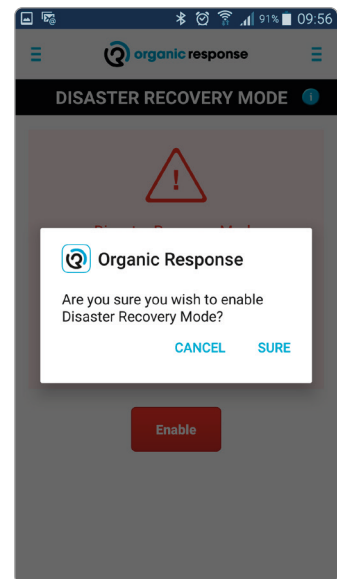 91% 09:56
organic response
DISASTER RECOVERY MODE
Organic Response
Are you sure you wish to enable
Disaster Recovery Mode?
CANCEL SURE
Enable